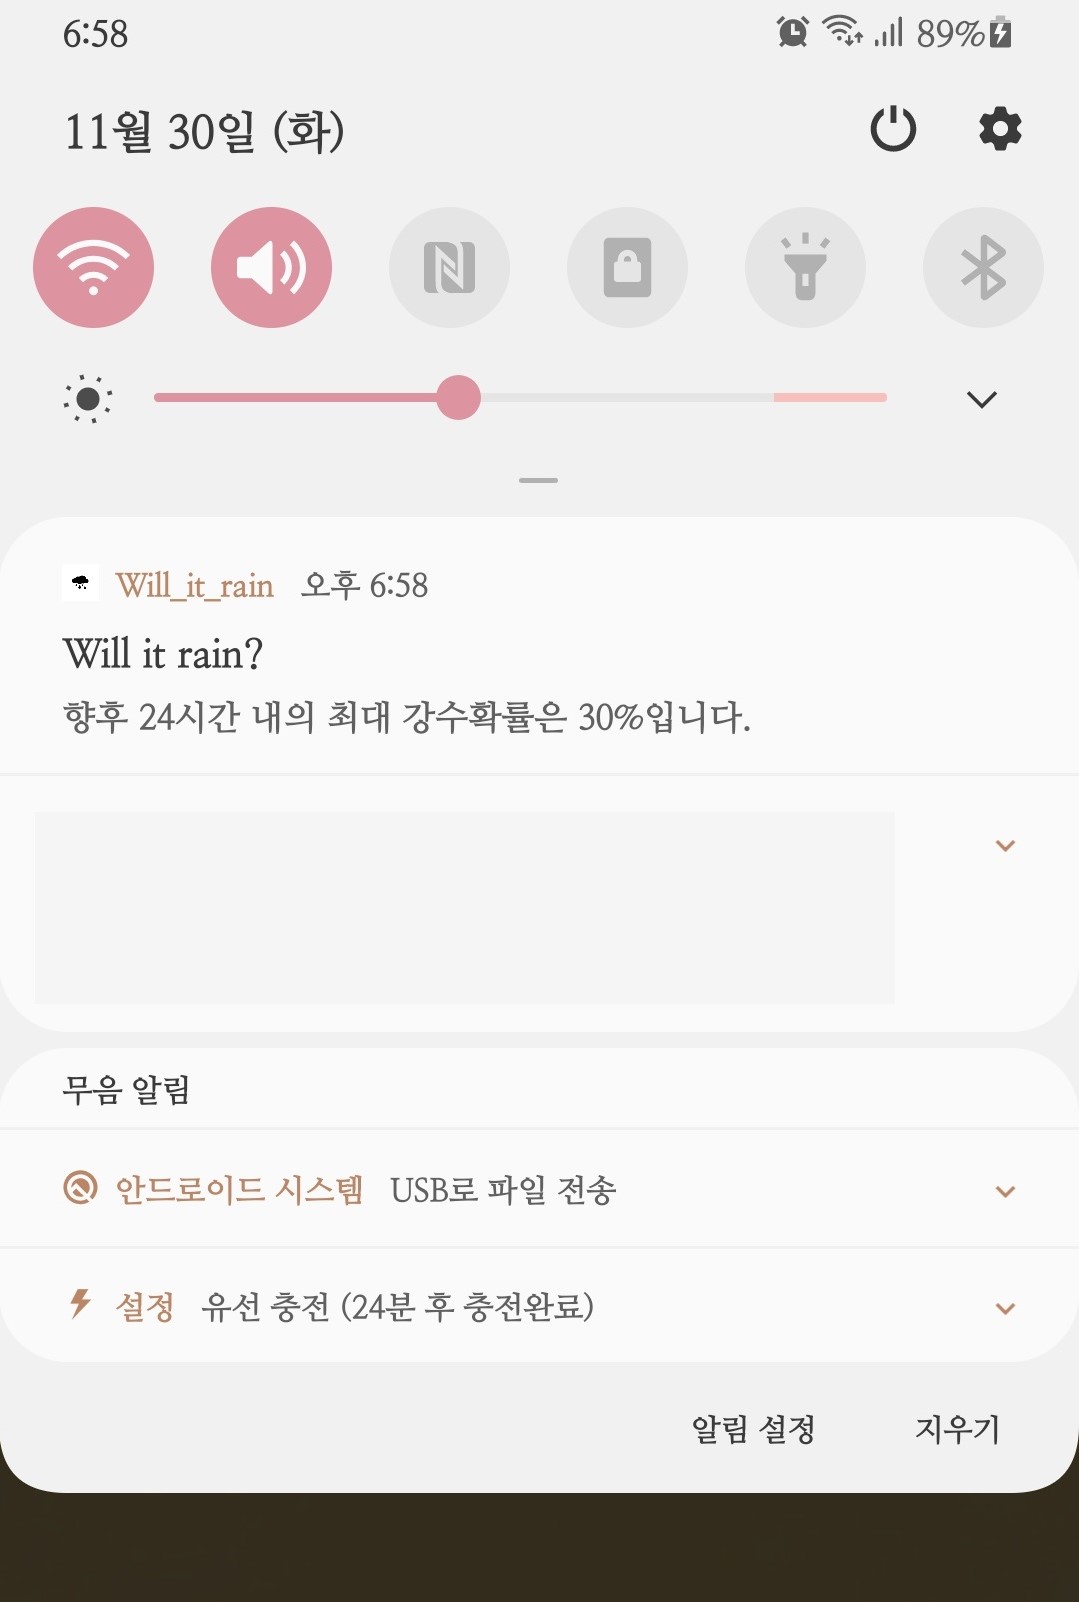 6:58 89%
11월 30일 (화)
Will_it_rain 오후 6:58
Will it rain?
향후 24시간 내의 최대 강수확률은 30%입니다.
무음 알림
안드로이드 시스템 USB로 파일 전송
설정 유선 충전 (24분 후 충전완료)
알림 설정 지우기